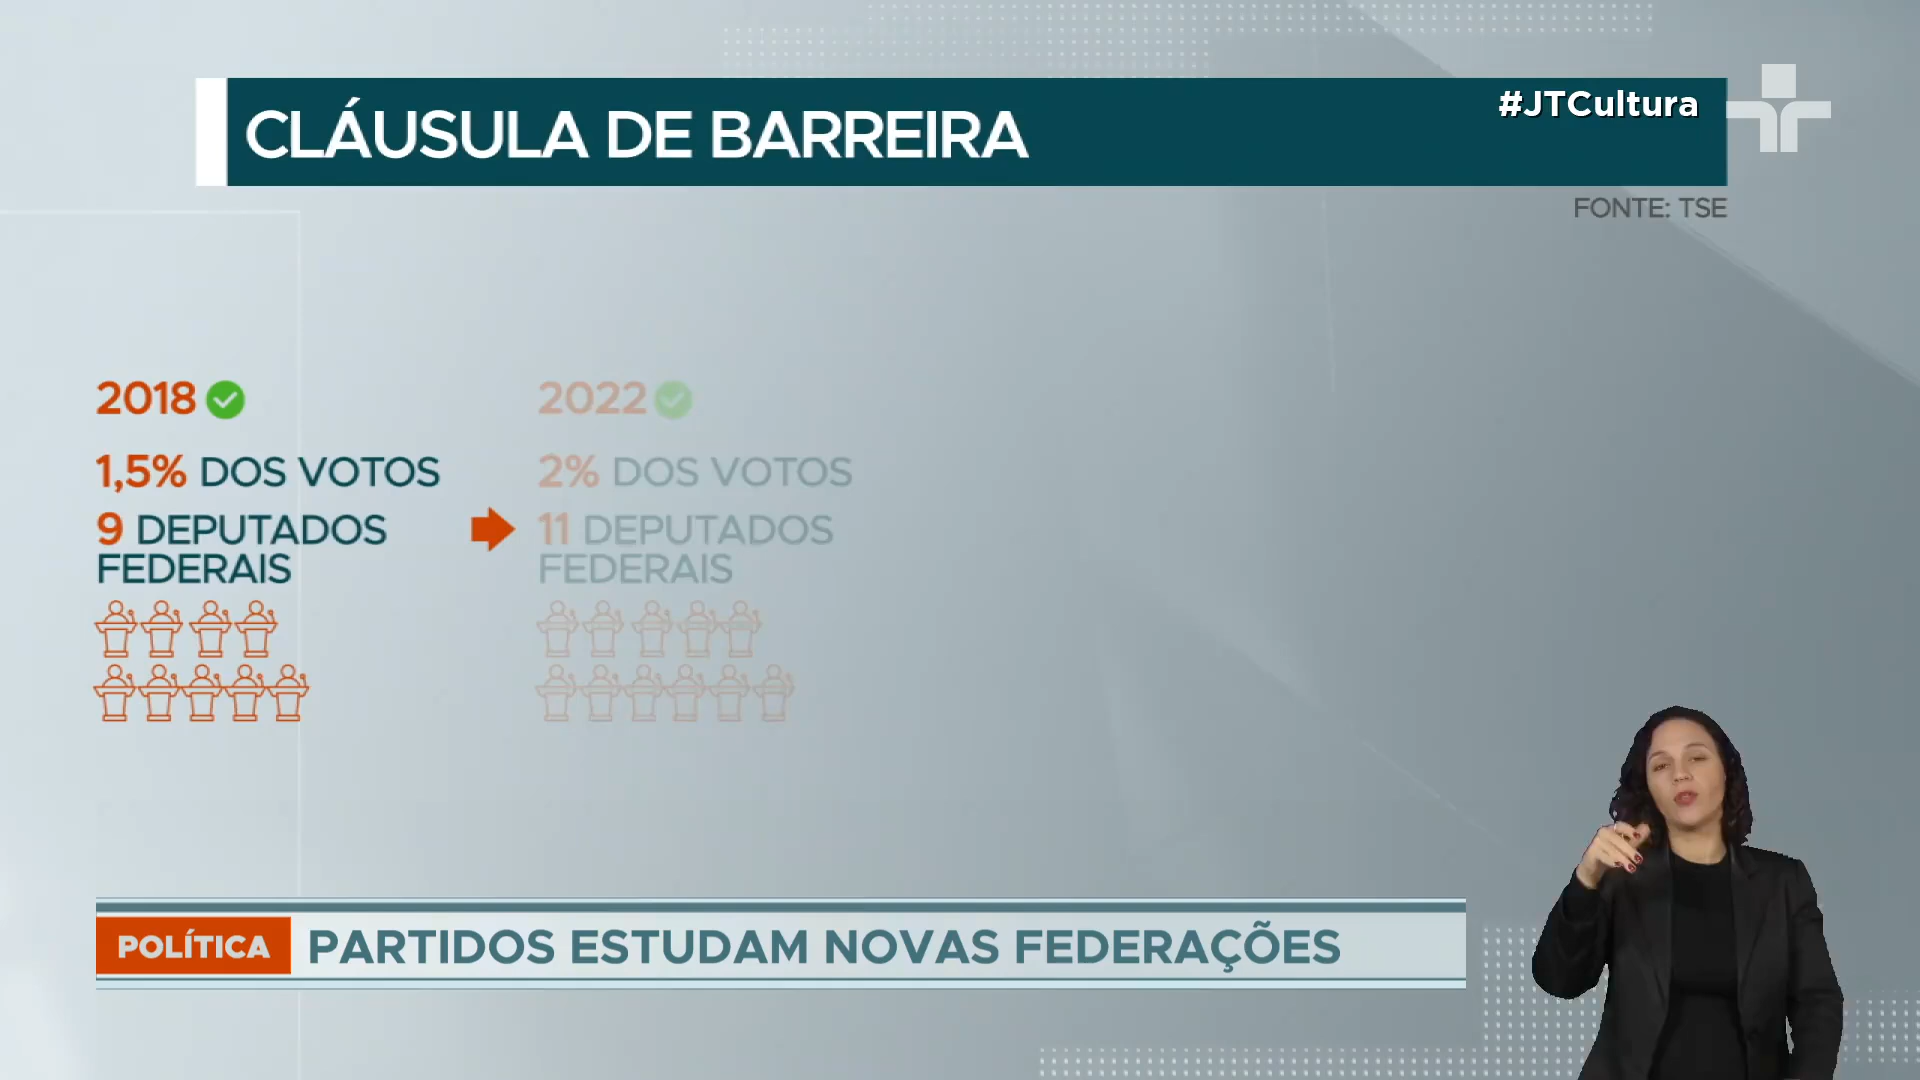 CLÁUSULA DE BARREIRA
#JTCultura
FONTE: TSE
2018
1,5% DOS VOTOS
9 DEPUTADOS
FEDERAIS
2022
2% DOS VOTOS
11 DEPUTADOS
FEDERAIS
POLÍTICA
PARTIDOS ESTUDAM NOVAS FEDERAÇÕES